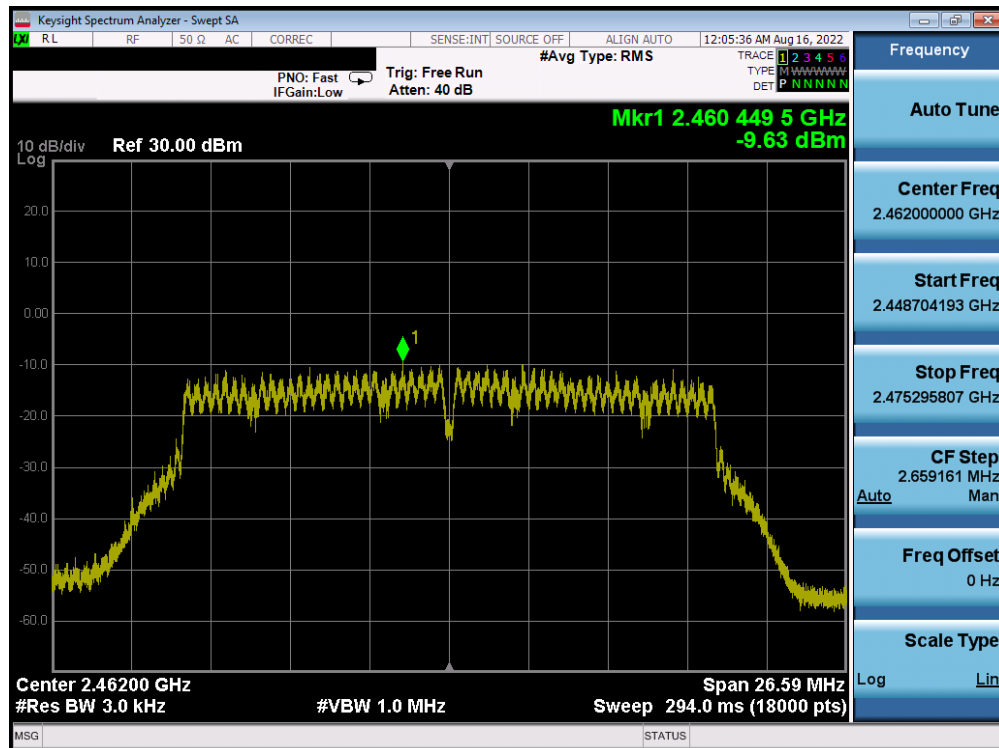 Keysight Spectrum Analyzer - Swept SA
LXI RL RF 50 Ω AC CORREC SENSE:INT SOURCE OFF ALIGN AUTO 12:05:36 AM Aug 16, 2022
#Avg Type: RMS
TRACE 1 2 3 4 5 6
PNO: Fast Trig: Free Run
TYPE M WWWWW
IFGain:Low Atten: 40 dB
DET P N N N N N
Mkr1 2.460 449 5 GHz
-9.63 dBm
10 dB/div Ref 30.00 dBm
Log
20.0
10.0
0.00
1
-10.0
-20.0
-30.0
-40.0
-50.0
-60.0
Center 2.46200 GHz Span 26.59 MHz
#Res BW 3.0 kHz #VBW 1.0 MHz Sweep 294.0 ms (18000 pts)
MSG STATUS
Frequency
Auto Tune
Center Freq
2.462000000 GHz
Start Freq
2.448704193 GHz
Stop Freq
2.475295807 GHz
CF Step
2.659161 MHz
Auto Man
Freq Offset
0 Hz
Scale Type
Log Lin